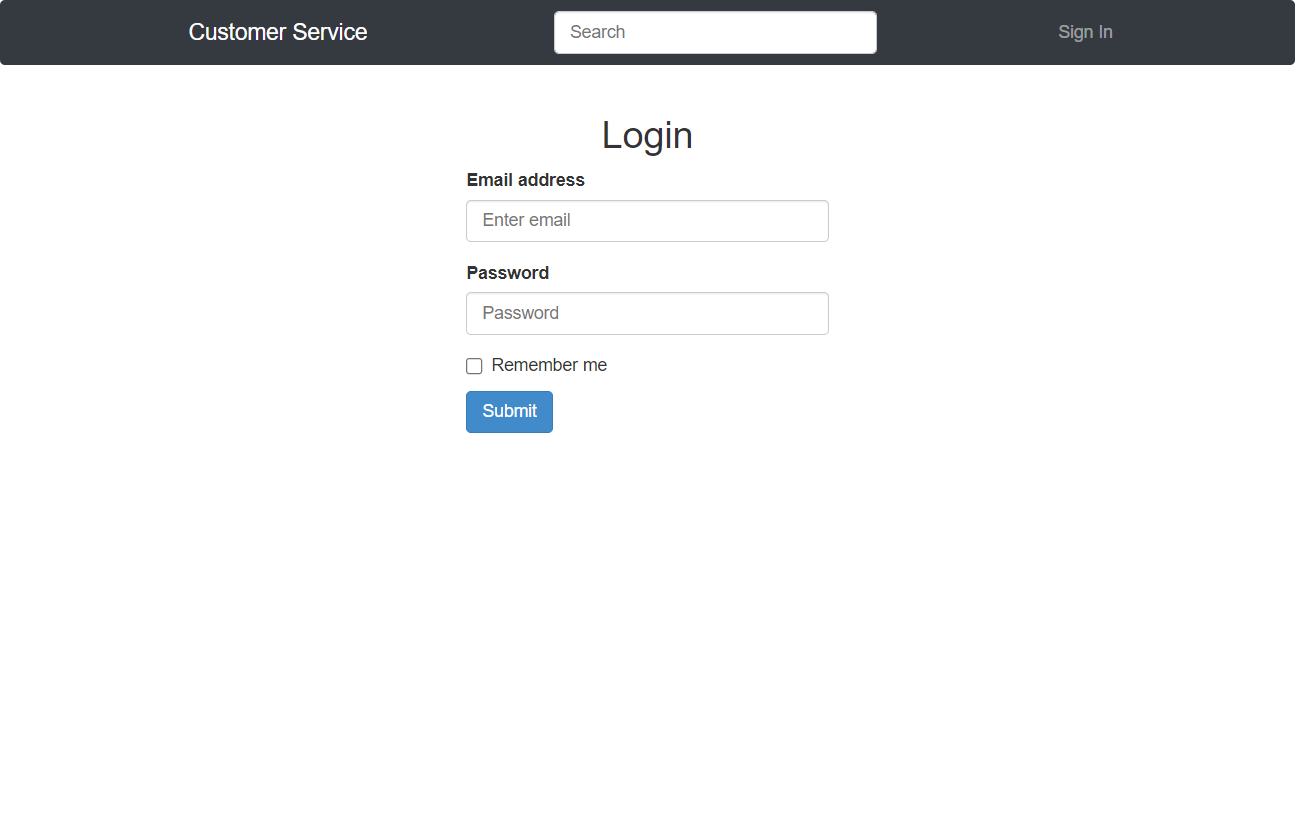 Customer Service
Search
Sign In
Login
Email address
Enter email
Password
Password
Remember me
Submit